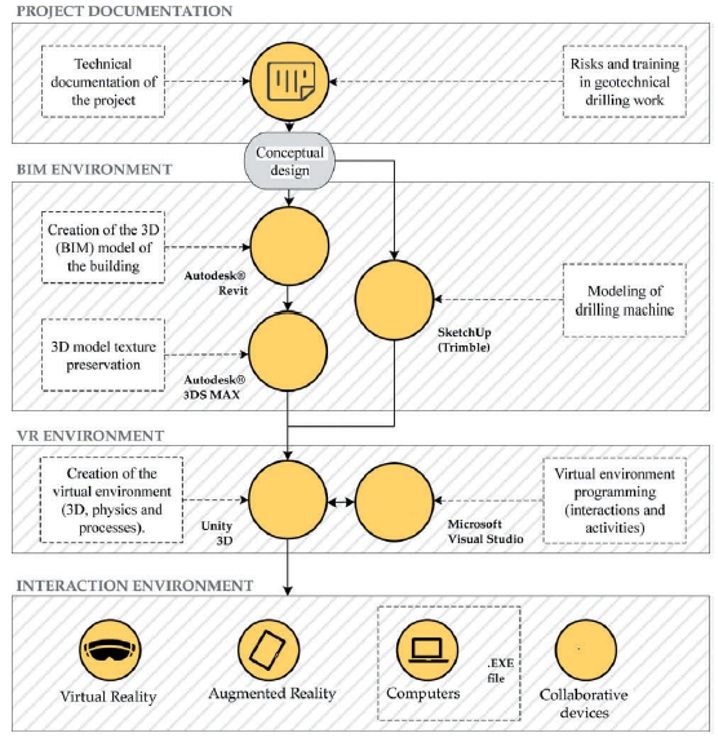 PROJECT DOCUMENTATION
Technical
documentation of
the project
Risks and training
in geotechnical
drilling work
Conceptual
design
BIM ENVIRONMENT
Creation of the 3D
(BIM) model of
the building
Autodesk®
Revit
Modeling of
drilling machine
SketchUp
(Trimble)
3D model texture
preservation
Autodesk®
3DS MAX
VR ENVIRONMENT
Creation of the
virtual environment
(3D, physics and
processes).
Unity
3D
Microsoft
Visual Studio
Virtual environment
programming
(interactions and
activities)
INTERACTION ENVIRONMENT
Virtual Reality
Augmented Reality
Computers
.EXE
file
Collaborative
devices